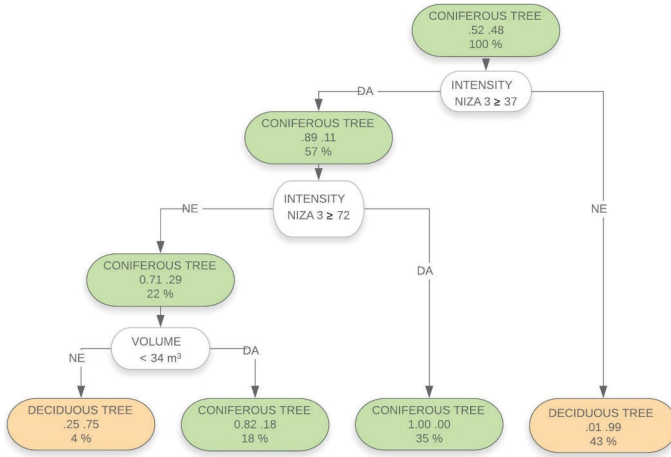 CONIFEROUS TREE
.52 .48
100 %
INTENSITY
NIZA 3 ≥ 37
DA
CONIFEROUS TREE
.89 .11
57 %
INTENSITY
NIZA 3 ≥ 72
NE
NE
CONIFEROUS TREE
0.71 .29
22 %
DA
VOLUME
< 34 m³
NE
DA
DECIDUOUS TREE
.25 .75
4 %
CONIFEROUS TREE
0.82 .18
18 %
CONIFEROUS TREE
1.00 .00
35 %
DECIDUOUS TREE
.01 .99
43 %